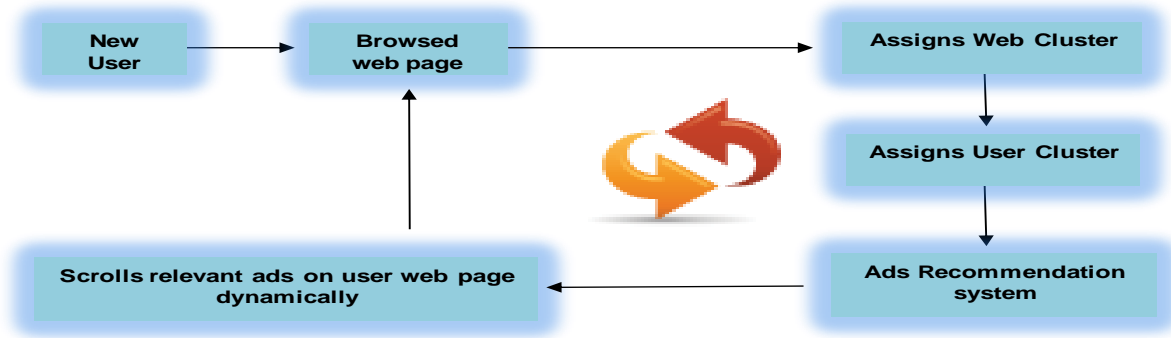 New
User
Browsed
web page
Assigns Web Cluster
Assigns User Cluster
Ads Recommendation
system
Scrolls relevant ads on user web page
dynamically